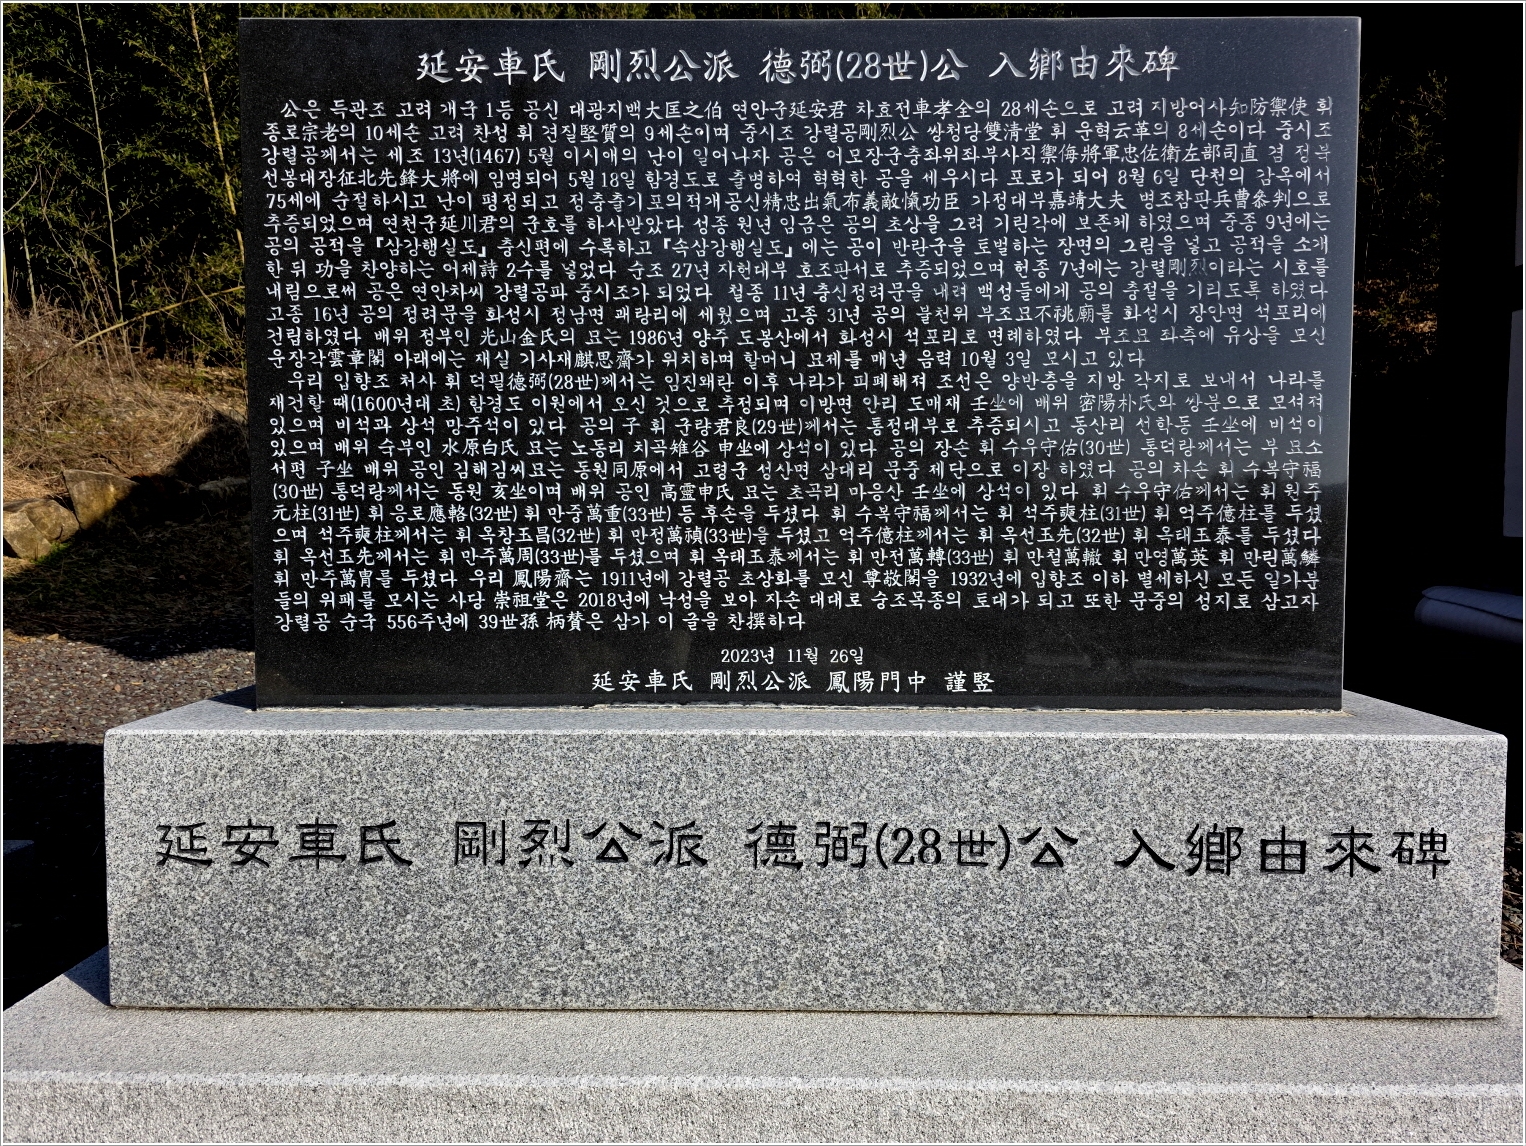 延安車氏 剛烈公派 德弼(28世)公 入鄕由來碑
公은 득관조 고려 개국 1등 공신 대광지백大匡之伯 연안군延安君 차효전車孝全의 28세손으로 고려 지방어사知防禦使 휘
종로宗老의 10세손 고려 찬성 휘 견질堅質의 9세손이며 중시조 강렬공剛烈公 쌍청당雙清堂 휘 운혁云革의 8세손이다 중시조
강렬공께서는 세조 13년(1467) 5월 이시애의 난이 일어나자 공은 어모장군충좌위좌부사직禦侮將軍忠佐衛左部司直 겸 정북
선봉대장征北先鋒大將에 임명되어 5월18일 함경도로 출병하여 혁혁한 공을 세우시다 포로가 되어 8월 6일 단천의 감옥에서
75세에 순절하시고 난이 평정되고 정충출기포의적개공신精忠出氣布義敵愾功臣 가정대부嘉靖大夫 병조참판兵曹參判으로
추증되었으며 연천군延川君의 군호를 하사받았다 성종 원년 임금은 공의 초상을 그려 기린각에 보존케 하였으며 중종 9년에는
공의 공적을 『삼강행실도』 충신편에 수록하고 『속삼강행실도』에는 공이 반란군을 토벌하는 장면의 그림을 넣고 공적을 소개
한 뒤 功을 찬양하는 어제詩 2수를 넣었다 순조 27년 자헌대부 호조판서로 추증되었으며 헌종 7년에는 강렬剛烈이라는 시호를
내림으로써 공은 연안차씨 강렬공파 중시조가 되었다 철종 11년 충신정려문을 내려 백성들에게 공의 충절을 기리도록 하였다
고종 16년 공의 정려문을 화성시 정남면 괘랑리에 세웠으며 고종 31년 공의 불천위 부조묘不祧廟를 화성시 장안면 석포리에
건립하였다 배위 정부인 光山金氏의 묘는 1986년 양주 도봉산에서 화성시 석포리로 면례하였다 부조묘 좌측에 유상을 모신
운장각雲章閣 아래에는 재실 기사재麒思齋가 위치하며 할머니 묘제를 매년 음력 10월 3일 모시고 있다
우리 입향조 처사 휘 덕필德弼(28世)께서는 임진왜란 이후 나라가 피폐해져 조선은 양반층을 지방 각지로 보내서 나라를
재건할 때(1600년대 초) 함경도 이원에서 오신 것으로 추정되며 이방면 안리 도매재 壬坐에 배위 密陽朴氏와 쌍분으로 모셔져
있으며 비석과 상석 망주석이 있다 공의 子 휘 군량君良(29世)께서는 통정대부로 추증되시고 동산리 선학동 壬坐에 비석이
있으며 배위 숙부인 水原白氏 묘는 노동리 치곡雉谷 申坐에 상석이 있다 공의 장손 휘 수우守佑(30世) 통덕랑께서는 부 묘소
서편 子坐 배위 공인 김해김씨묘는 동원同原에서 고령군 성산면 삼대리 문중 제단으로 이장 하였다 공의 차손 휘 수복守福
(30世) 통덕랑께서는 동원 亥坐이며 배위 공인 高靈申氏 묘는 초곡리 마응산 壬坐에 상석이 있다 휘 수우守佑께서는 휘 원주
元柱(31世) 휘 응로應輅(32世) 휘 만중萬重(33世) 등 후손을 두셨다 휘 수복守福께서는 휘 석주奭柱(31世) 휘 억주億柱를 두셨
으며 석주奭柱께서는 휘 옥창玉昌(32世) 휘 만정萬禎(33世)을 두셨고 억주億柱께서는 휘 옥선玉先(32世) 휘 옥태玉泰를 두셨다
휘 옥선玉先께서는 휘 만주萬周(33世)를 두셨으며 휘 옥태玉泰께서는 휘 만전萬轉(33世) 휘 만철萬轍 휘 만영萬英 휘 만린萬鱗
휘 만주萬冑를 두셨다 우리 鳳陽齋는 1911년에 강렬공 초상화를 모신 尊敬閣을 1932년에 입향조 이하 별세하신 모든 일가분
들의 위패를 모시는 사당 崇祖堂은 2018년에 낙성을 보아 자손 대대로 숭조목종의 토대가 되고 또한 문중의 성지로 삼고자
강렬공 순국 556주년에 39世孫 柄賛은 삼가 이 글을 찬撰하다
2023년 11월 26일
延安車氏 剛烈公派 鳳陽門中 謹竪
延安車氏 剛烈公派 德弼(28世)公 入鄕由來碑